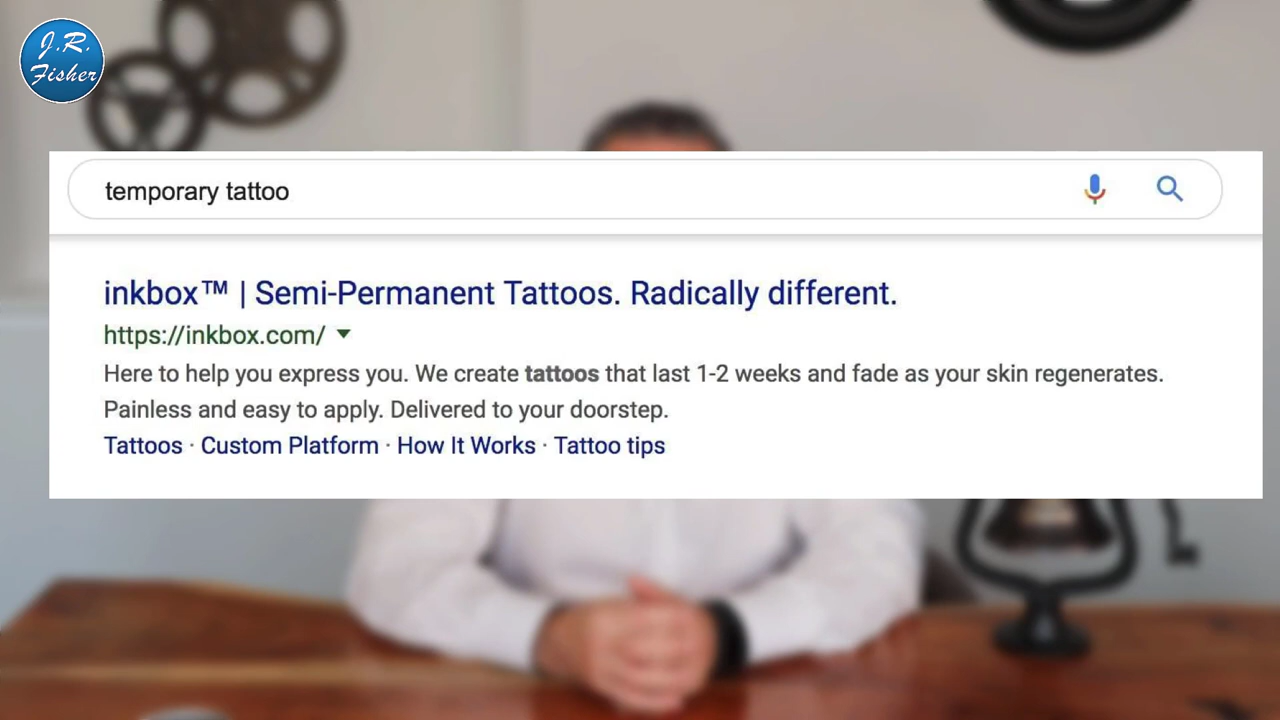 J.R.
Fisher
temporary tattoo
inkbox™ | Semi-Permanent Tattoos. Radically different.
https://inkbox.com/
Here to help you express you. We create tattoos that last 1-2 weeks and fade as your skin regenerates.
Painless and easy to apply. Delivered to your doorstep.
Tattoos · Custom Platform · How It Works · Tattoo tips